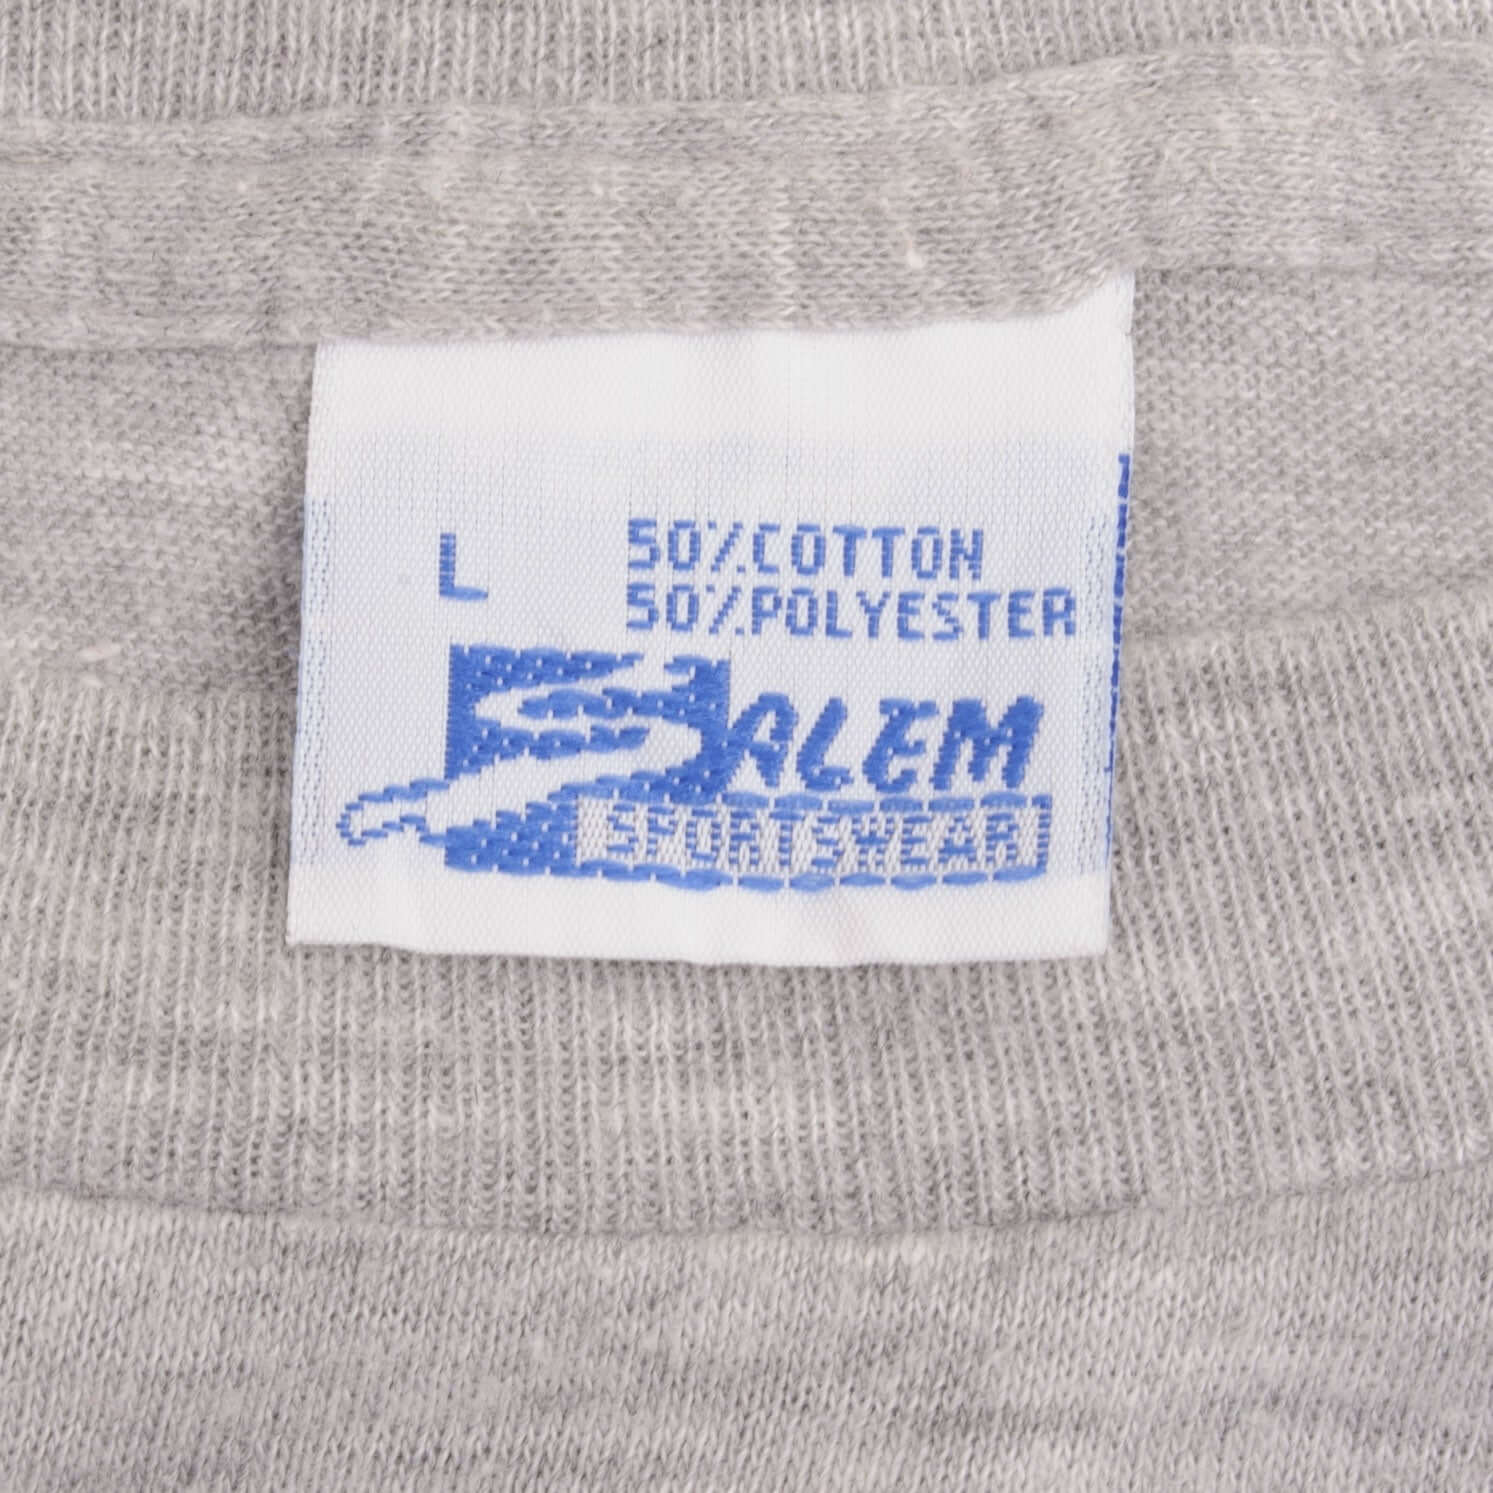 L
50%COTTON
50%POLYESTER
SALEM
SPORTSWEAR